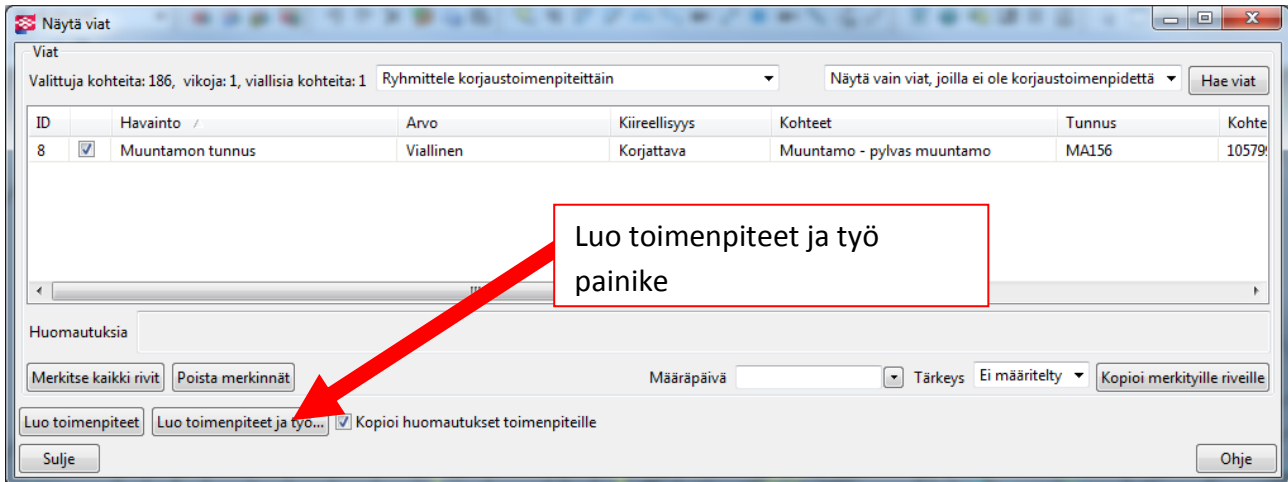 Näytä viat
Viat
Valittuja kohteita: 186, vikoja: 1, viallisia kohteita: 1 Ryhmittele korjaustoimenpiteittäin Näytä vain viat, joilla ei ole korjaustoimenpidettä Hae viat
ID Havainto Arvo Kiireellisyys Kohteet Tunnus Kohte
8 Muuntamon tunnus Viallinen Korjattava Muuntamo - pylvas muuntamo MA156 10579
Luo toimenpiteet ja työ
painike
Huomautuksia
Merkitse kaikki rivit Poista merkinnät Määräpäivä Tärkeys Ei määritelty Kopioi merkityille riveille
Luo toimenpiteet Luo toimenpiteet ja työ... Kopioi huomautukset toimenpiteille
Sulje Ohje